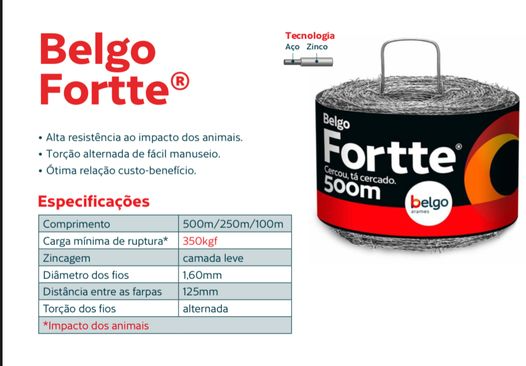 Belgo
Fortte®
• Alta resistência ao impacto dos animais.
• Torção alternada de fácil manuseio.
• Ótima relação custo-benefício.
Especificações
Comprimento 500m/250m/100m
Carga mínima de ruptura* 350kgf
Zincagem camada leve
Diâmetro dos fios 1,60mm
Distância entre as farpas 125mm
Torção dos fios alternada
*Impacto dos animais
Tecnologia
Aço Zinco
Belgo
Fortte®
Cercou, tá cercado.
500m
belgo
arames